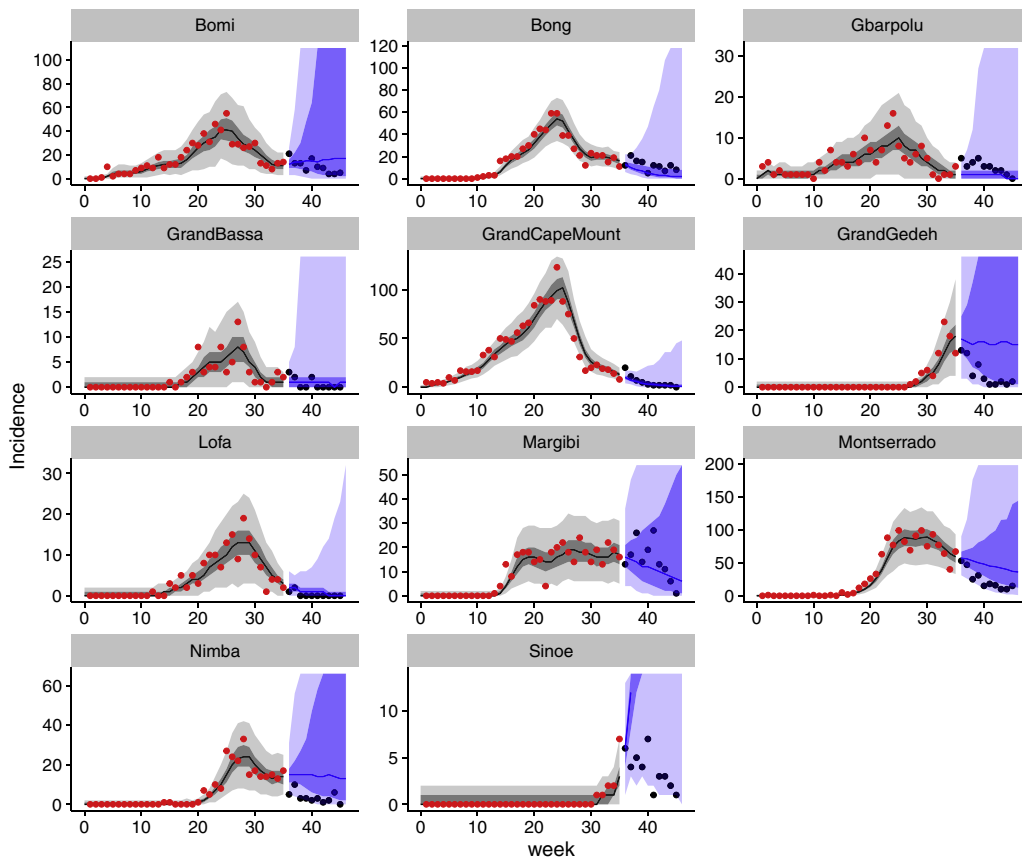 Bomi Bong Gbarpolu
100 80 60 40 20 0 0 10 20 30 40
120 100 80 60 40 20 0 0 10 20 30 40
30 20 10 0 0 10 20 30 40
GrandBassa GrandCapeMount GrandGedeh
25 20 15 10 5 0 0 10 20 30 40
100 50 0 0 10 20 30 40
40 30 20 10 0 0 10 20 30 40
Incidence
Lofa Margibi Montserrado
30 20 10 0 0 10 20 30 40
50 40 30 20 10 0 0 10 20 30 40
200 150 100 50 0 0 10 20 30 40
Nimba Sinoe
60 40 20 0 0 10 20 30 40
10 5 0 0 10 20 30 40
week